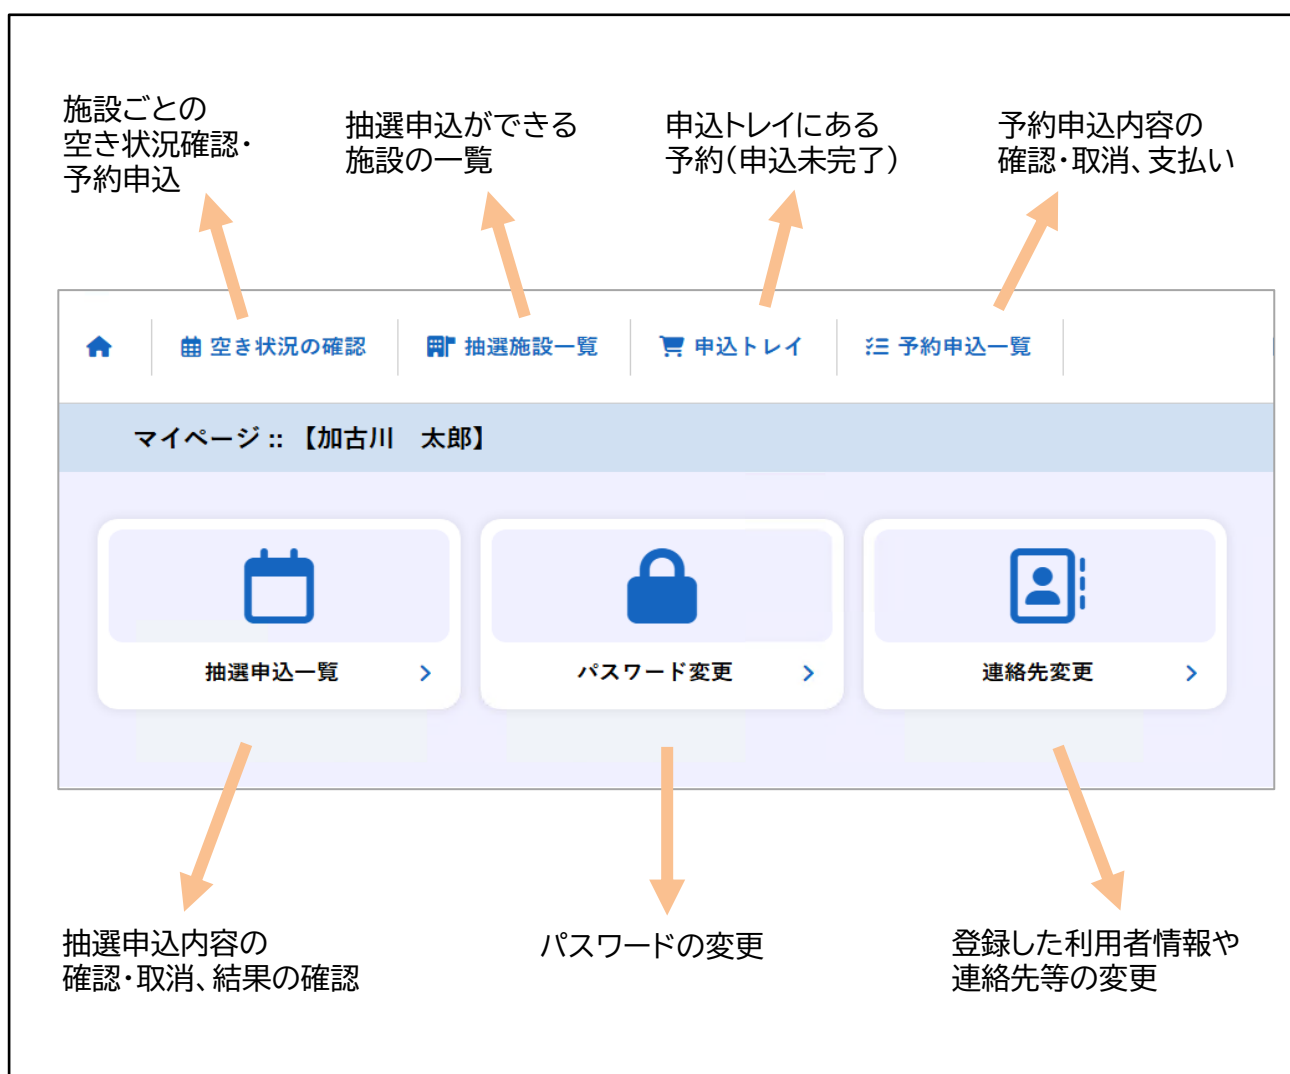 施設ごとの
空き状況確認・
予約申込
抽選申込ができる
施設の一覧
申込トレイにある
予約(申込未完了)
予約申込内容の
確認・取消、支払い
空き状況の確認
抽選施設一覧
申込トレイ
予約申込一覧
マイページ :: 【加古川　太郎】
抽選申込一覧
パスワード変更
連絡先変更
抽選申込内容の
確認・取消、結果の確認
パスワードの変更
登録した利用者情報や
連絡先等の変更